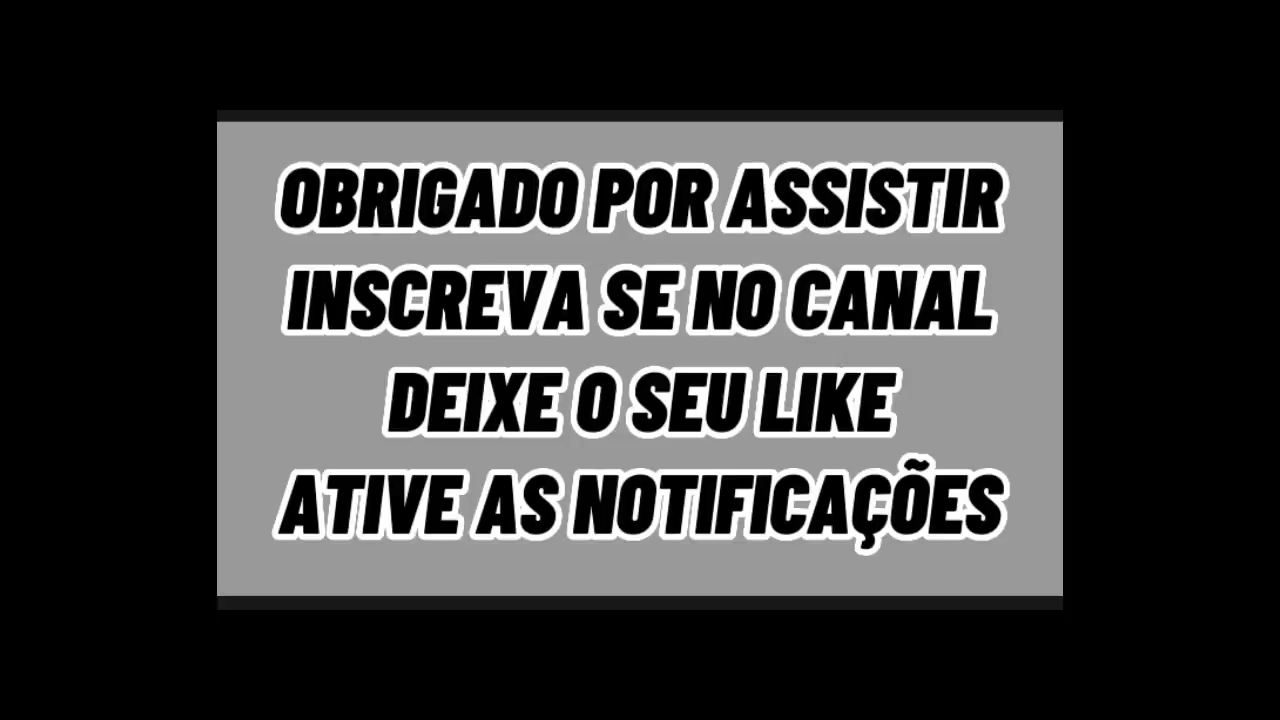 OBRIGADO POR ASSISTIR
INSCREVA SE NO CANAL
DEIXE O SEU LIKE
ATIVE AS NOTIFICAÇÕES